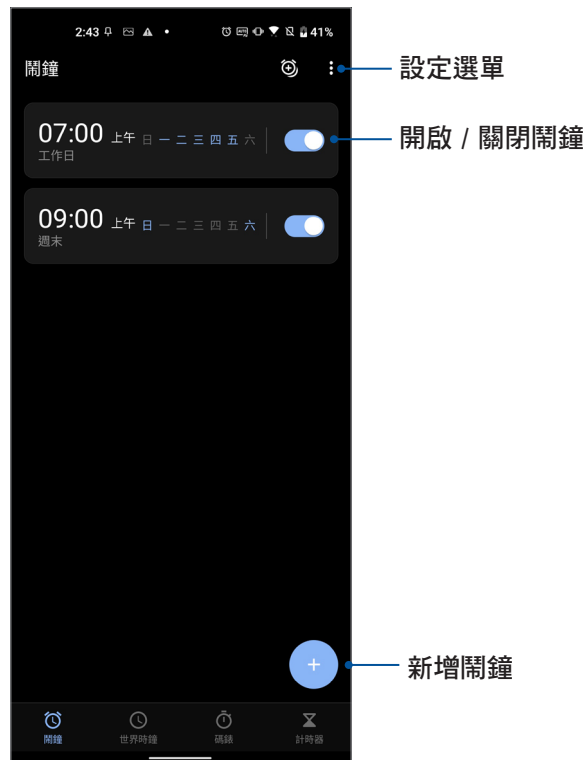 2:43 41%
鬧鐘
設定選單
07:00 上午 日 一 二 三 四 五 六
工作日
開啟 / 關閉鬧鐘
09:00 上午 日 一 二 三 四 五 六
週末
新增鬧鐘
鬧鐘 世界時鐘 碼錶 計時器